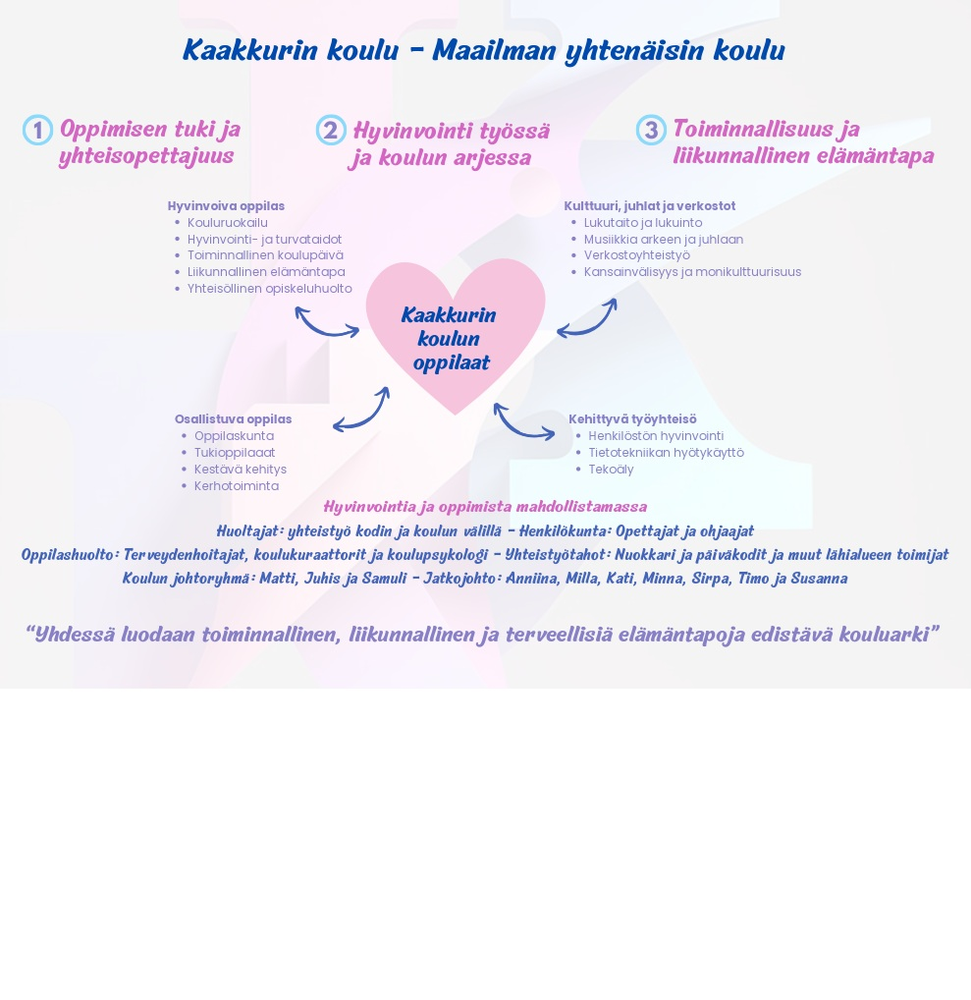 Kaakkurin koulu - Maailman yhtenäisin koulu
1 Oppimisen tuki ja
yhteisopettajuus
2 Hyvinvointi työssä
ja koulun arjessa
3 Toiminnallisuus ja
liikunnallinen elämäntapa
Hyvinvoiva oppilas
• Kouluruokailu
• Hyvinvointi- ja turvataidot
• Toiminnallinen koulupäivä
• Liikunnallinen elämäntapa
• Yhteisöllinen opiskeluhuolto
Kulttuuri, juhlat ja verkostot
• Lukutaito ja lukuinto
• Musiikkia arkeen ja juhlaan
• Verkostoyhteistyö
• Kansainvälisyys ja monikulttuurisuus
Kaakkurin
koulun
oppilaat
Osallistuva oppilas
• Oppilaskunta
• Tukioppilaaat
• Kestävä kehitys
• Kerhotoiminta
Kehittyvä työyhteisö
• Henkilöstön hyvinvointi
• Tietotekniikan hyötykäyttö
• Tekoäly
Hyvinvointia ja oppimista mahdollistamassa
Huoltajat: yhteistyö kodin ja koulun välillä - Henkilökunta: Opettajat ja ohjaajat
Oppilashuolto: Terveydenhoitajat, koulukuraattorit ja koulupsykologi - Yhteistyötahot: Nuokkari ja päiväkodit ja muut lähialueen toimijat
Koulun johtoryhmä: Matti, Juhis ja Samuli - Jatkojohto: Anniina, Milla, Kati, Minna, Sirpa, Timo ja Susanna
“Yhdessä luodaan toiminnallinen, liikunnallinen ja terveellisiä elämäntapoja edistävä kouluarki”